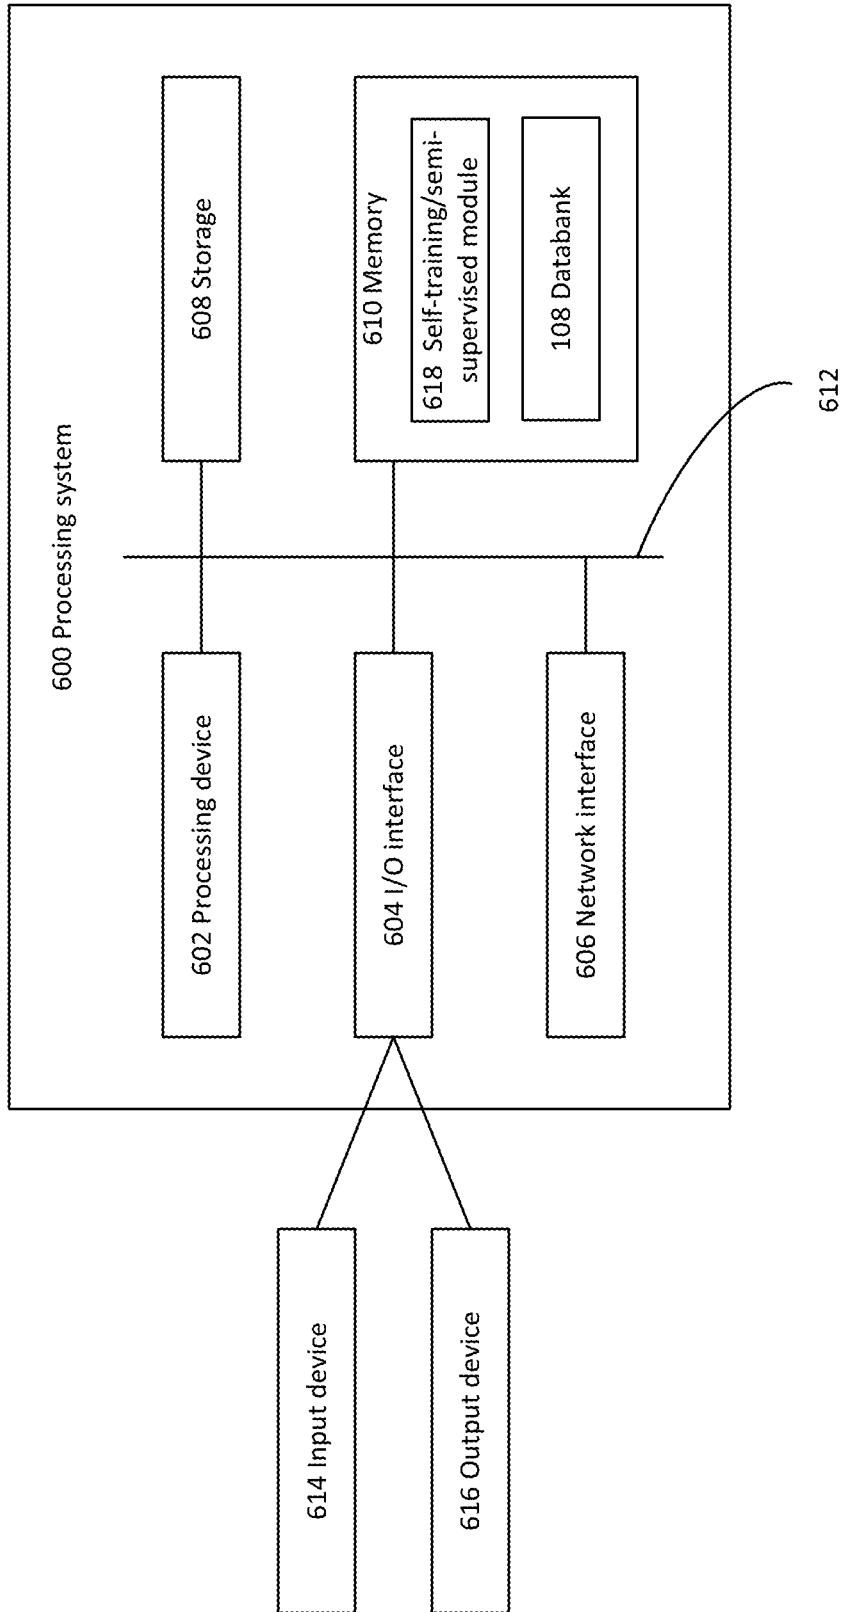 600 Processing system
602 Processing device
608 Storage
604 I/O interface
610 Memory
618 Self-training/semi-
supervised module
108 Databank
606 Network interface
612
614 Input device
616 Output device